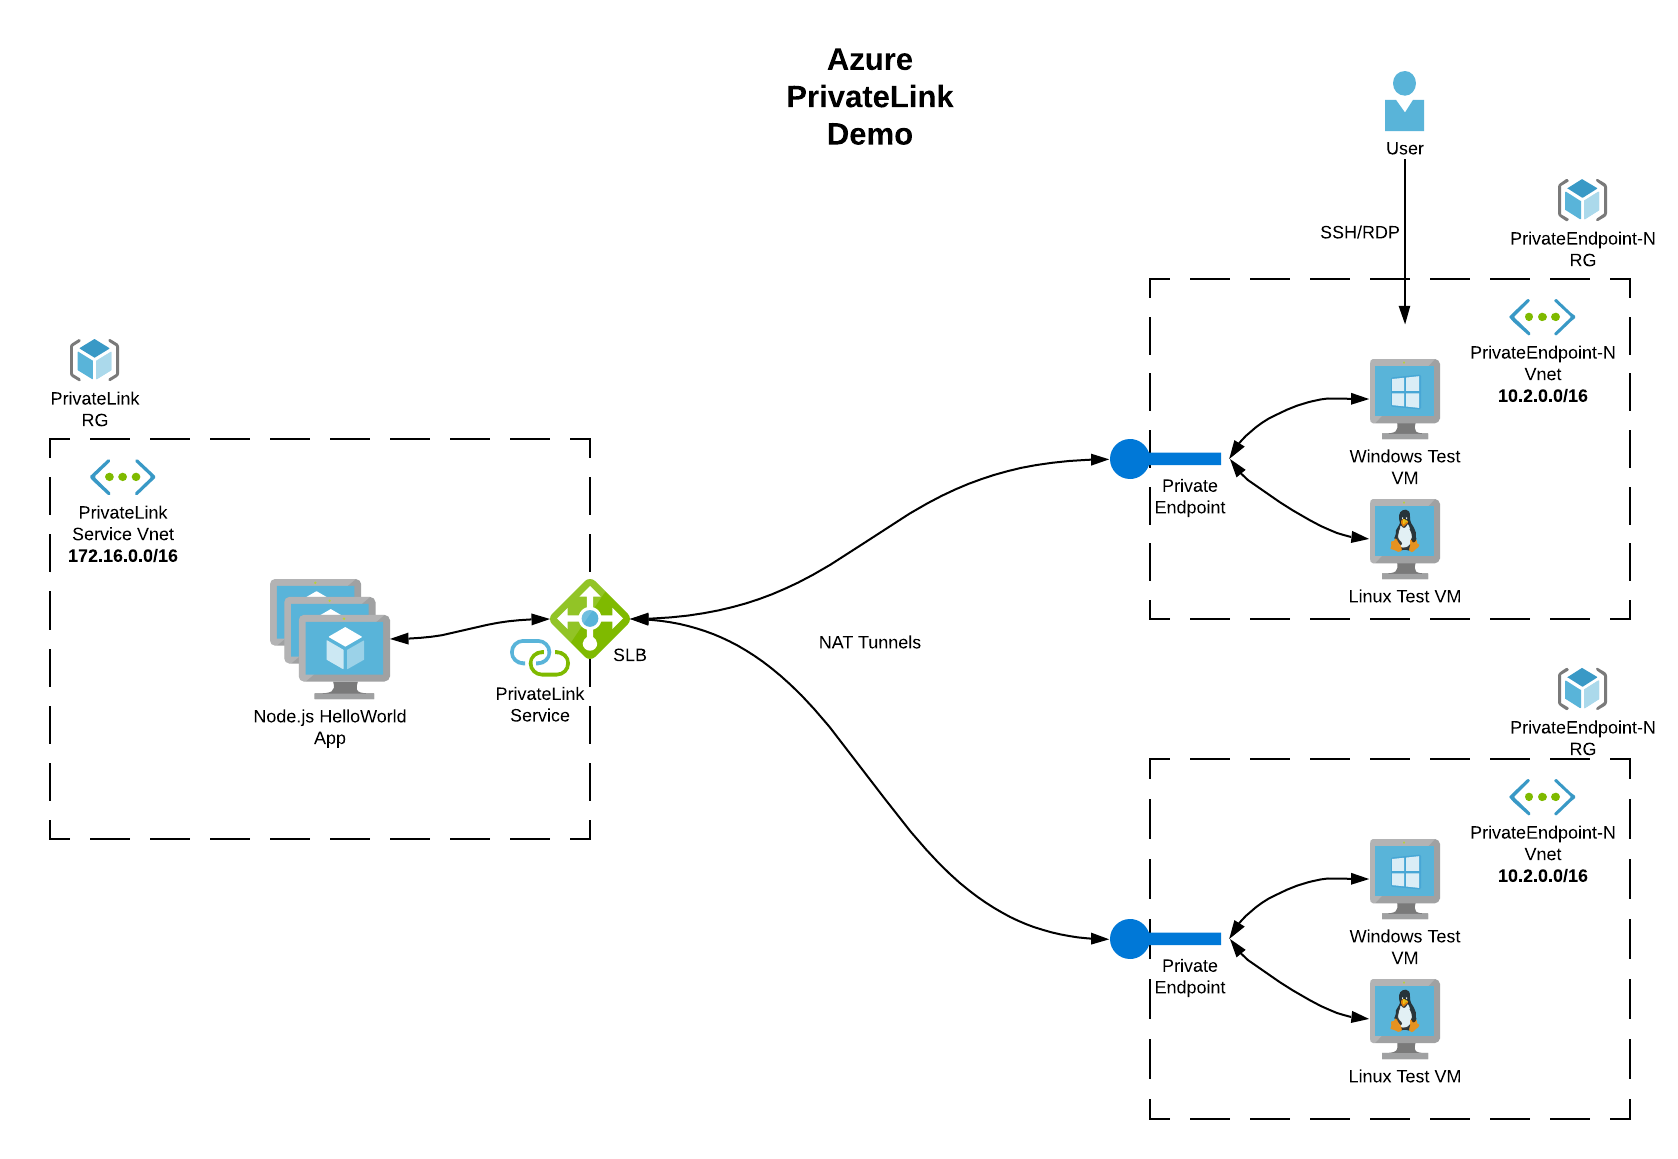 Azure
PrivateLink
Demo
User
SSH/RDP
PrivateEndpoint-N
RG
PrivateEndpoint-N
Vnet
10.2.0.0/16
Windows Test
VM
Private
Endpoint
Linux Test VM
PrivateLink
RG
PrivateLink
Service Vnet
172.16.0.0/16
Node.js HelloWorld
App
PrivateLink
Service
SLB
NAT Tunnels
PrivateEndpoint-N
RG
PrivateEndpoint-N
Vnet
10.2.0.0/16
Windows Test
VM
Private
Endpoint
Linux Test VM